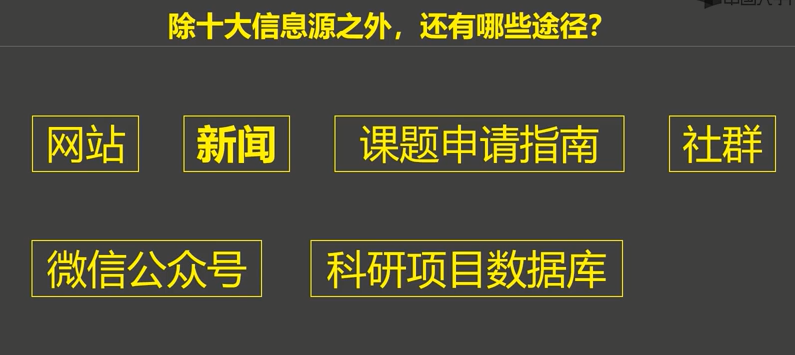 除十大信息源之外，还有哪些途径？
网站 新闻 课题申请指南 社群
微信公众号 科研项目数据库